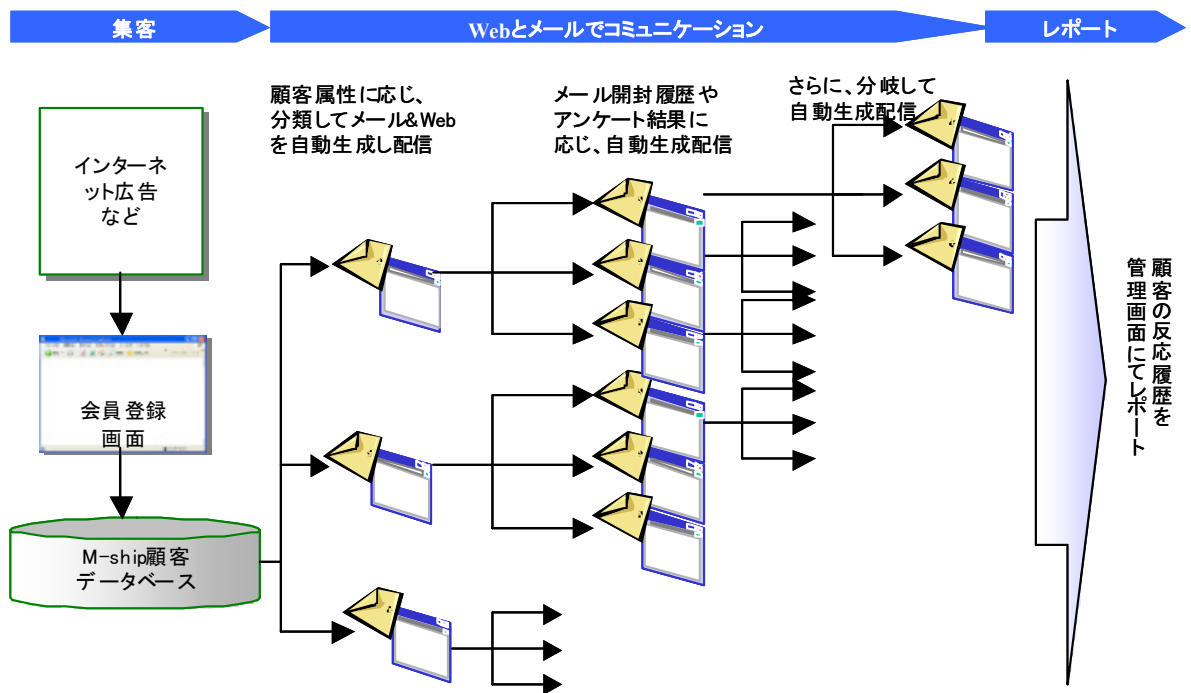 集客
Webとメールでコミュニケーション
レポート
顧客属性に応じ、
分類してメール&Web
を自動生成し配信
メール開封履歴や
アンケート結果に
応じ、自動生成配信
さらに、分岐して
自動生成配信
インターネ
ット広告
など
会員登録
画面
M-ship顧客
データベース
顧客の反応履歴を
管理画面にてレポート